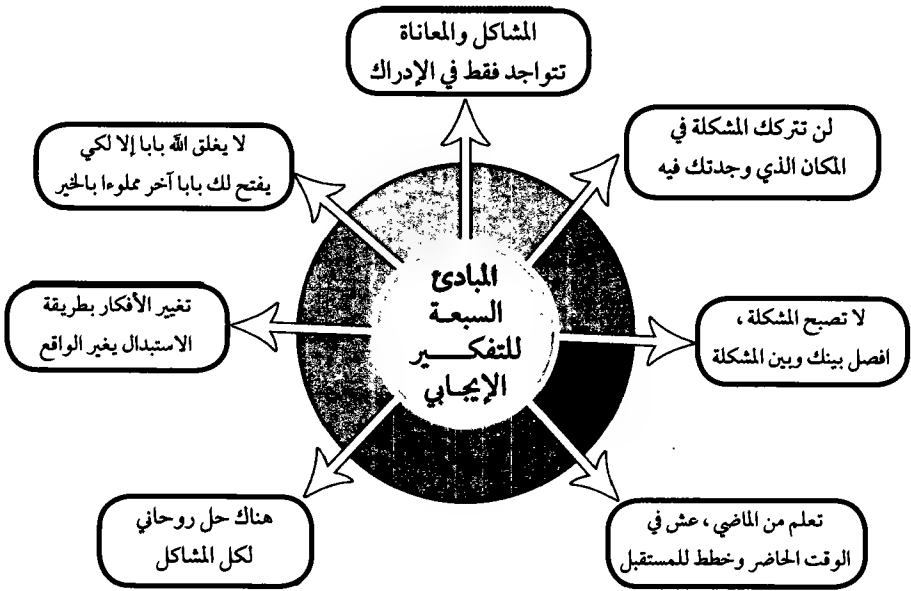 المشاكل والمعاناة
تتواجد فقط في الإدراك
لن تتركك المشكلة في
المكان الذي وجدتك فيه
لا تصبح المشكلة ،
افصل بينك وبين المشكلة
تعلم من الماضي ، عش في
الوقت الحاضر وخطط للمستقبل
هناك حل روحاني
لكل المشاكل
تغيير الأفكار بطريقة
الاستبدال يغير الواقع
لا يغلق الله بابا إلا لكي
يفتح لك بابا آخر مملوءا بالخير
المبادئ
السبعة
للتفكير
الإيجابي